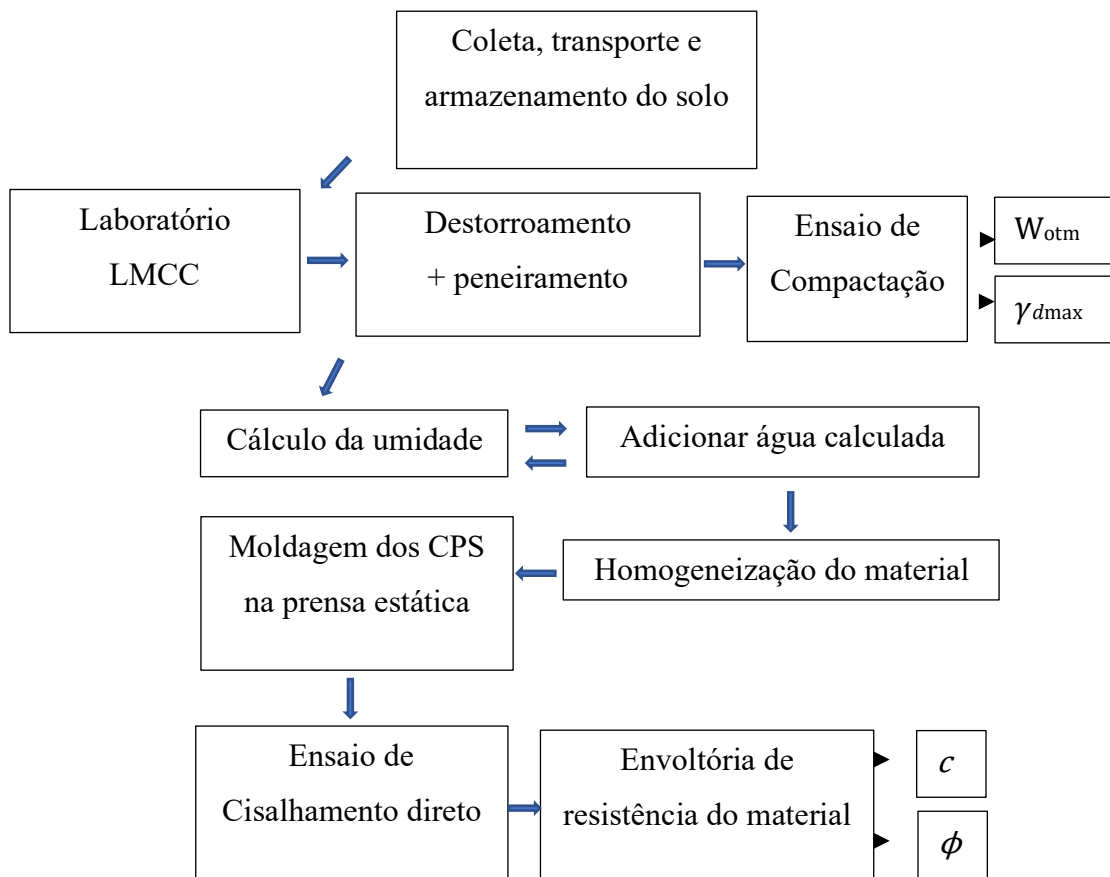 Coleta, transporte e
armazenamento do solo
Laboratório
LMCC
Destorroamento
+ peneiramento
Ensaio de
Compactação
Wotm
γdmax
Cálculo da umidade
Adicionar água calculada
Moldagem dos CPS
na prensa estática
Homogeneização do material
Ensaio de
Cisalhamento direto
Envoltória de
resistência do material
c
ϕ